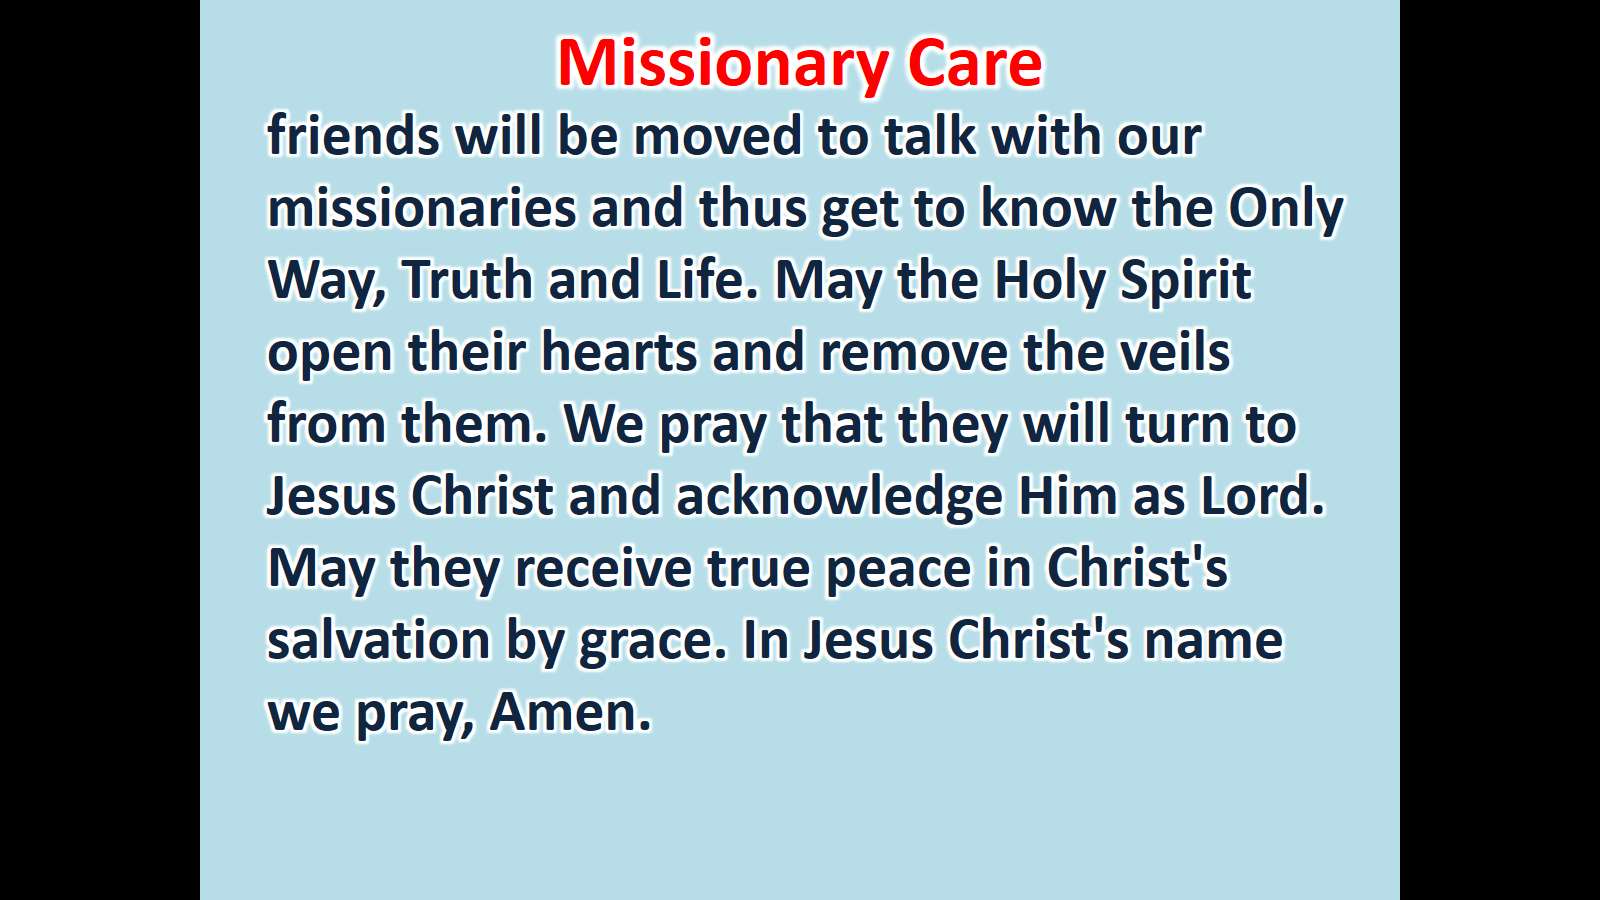 Missionary Care
friends will be moved to talk with our
missionaries and thus get to know the Only
Way, Truth and Life. May the Holy Spirit
open their hearts and remove the veils
from them. We pray that they will turn to
Jesus Christ and acknowledge Him as Lord.
May they receive true peace in Christ's
salvation by grace. In Jesus Christ's name
we pray, Amen.